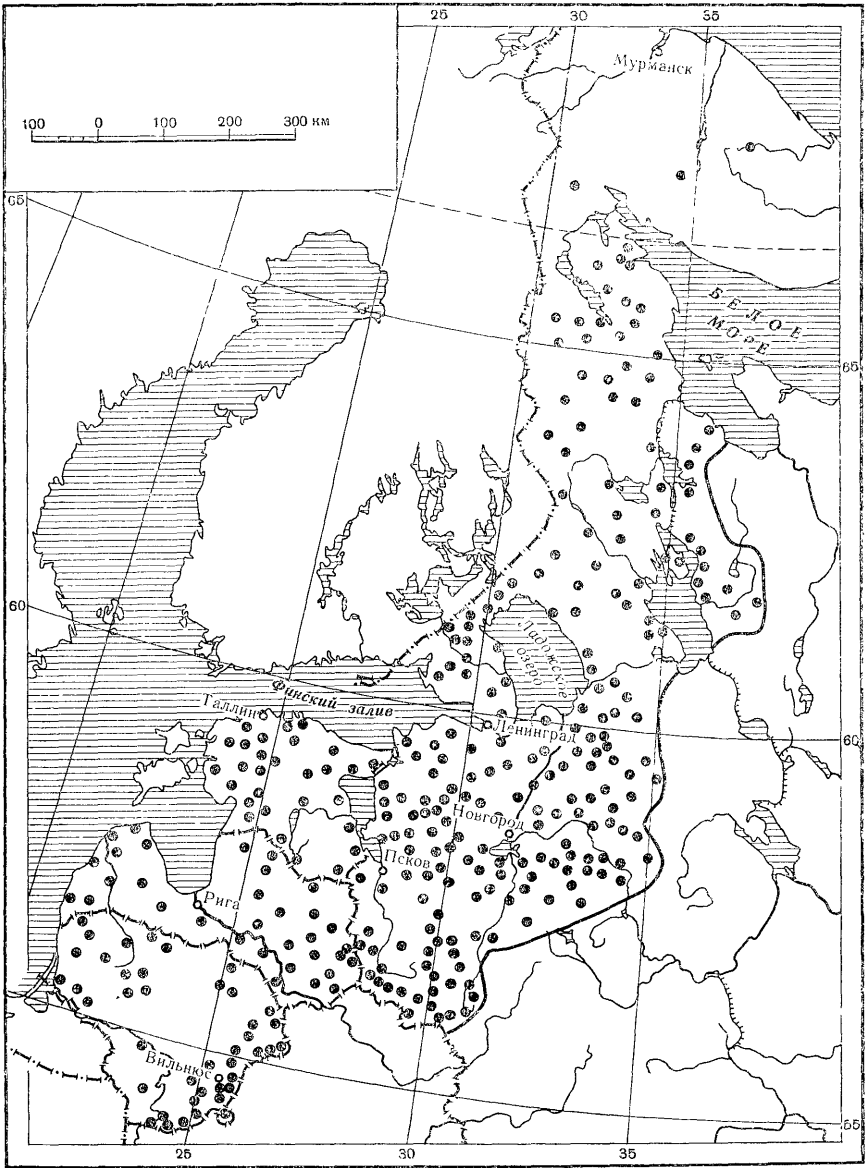 25 30 35
Мурманск
100 0 100 200 300 км
65
БЕЛОЕ
МОРЕ
65
60
Ладожское
озеро
Финский залив
Таллин
Ленинград
60
Новгород
Псков
Рига
Вильнюс
55
25 30 35